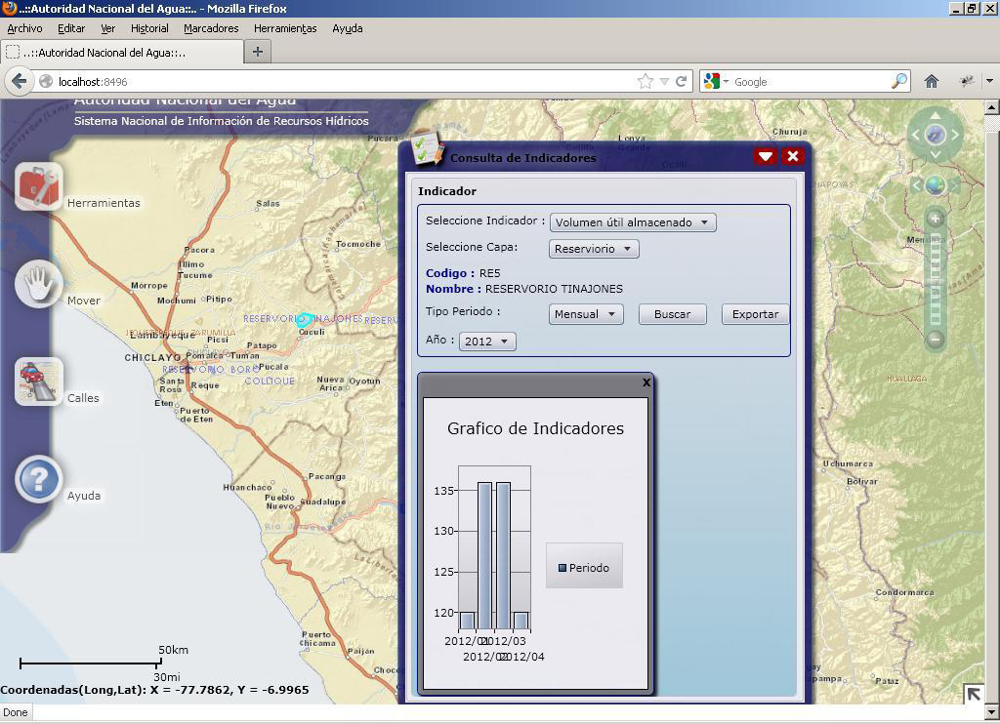 ..::Autoridad Nacional del Agua::.. - Mozilla Firefox
Archivo Editar Ver Historial Marcadores Herramientas Ayuda
..::Autoridad Nacional del Agua::..
localhost:8496
Google
Autoridad Nacional del Agua
Sistema Nacional de Información de Recursos Hídricos
Herramientas
Mover
Calles
Ayuda
Consulta de Indicadores
Indicador
Seleccione Indicador : Volumen útil almacenado
Seleccione Capa: Reserviorio
Codigo : RE5
Nombre : RESERVORIO TINAJONES
Tipo Periodo : Mensual Buscar Exportar
Año : 2012
x
Grafico de Indicadores
135
130
125
120
Periodo
2012/01 2012/03
2012/02 2012/04
Pucara
Lonya
Churuja
Salas
Pacora
Illimo
Tucume
Tocmoche
Morrope
Mochumi
Pitipo
RESERVORIO TINAJONES
Cuculi
Lambayeque
Picsi
Patapo
CHICLAYO
Pomalca
Tuman
Pucala
RESERVORIO BORO
COLLIQUE
Santa
Rosa
Reque
Nueva
Arica
Oyotun
Eten
Puerto
de Eten
Huanchaco
Pacanga
Pueblo
Nuevo
Guadalupe
Puerto
Chicama
Paijan
Choco
HUALLAGA
Uchumarca
Bolivar
Condormarca
Pataz
50km
30mi
Coordenadas(Long,Lat): X = -77.7862, Y = -6.9965
Done